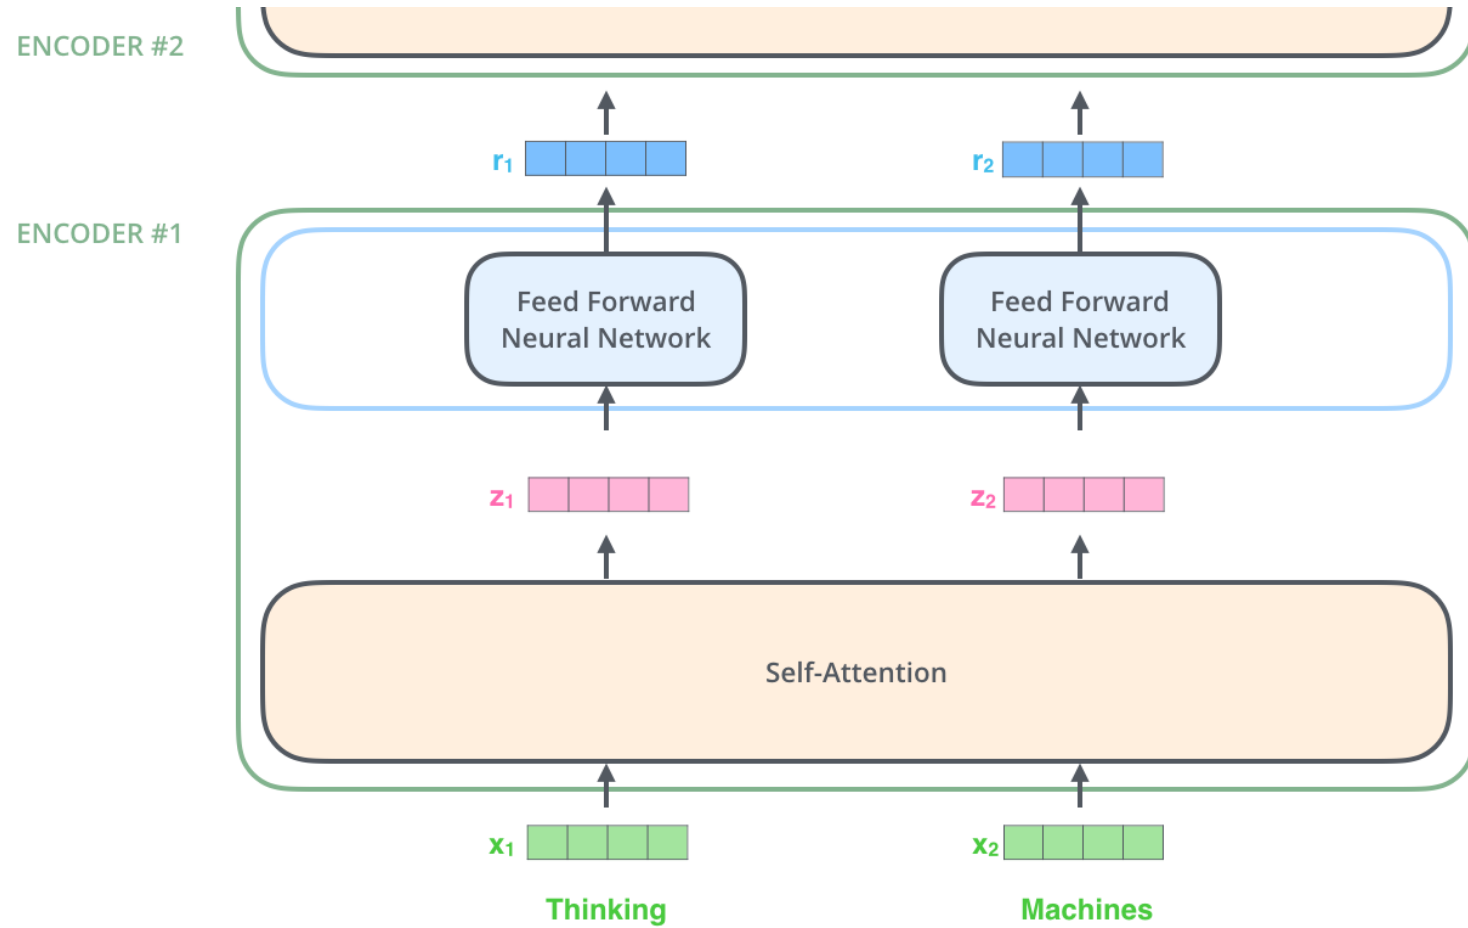 ENCODER #2
r₁
r₂
ENCODER #1
Feed Forward
Neural Network
Feed Forward
Neural Network
z₁
z₂
Self-Attention
x₁
x₂
Thinking
Machines